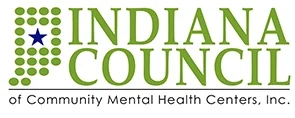 INDIANA
COUNCIL
of Community Mental Health Centers, Inc.